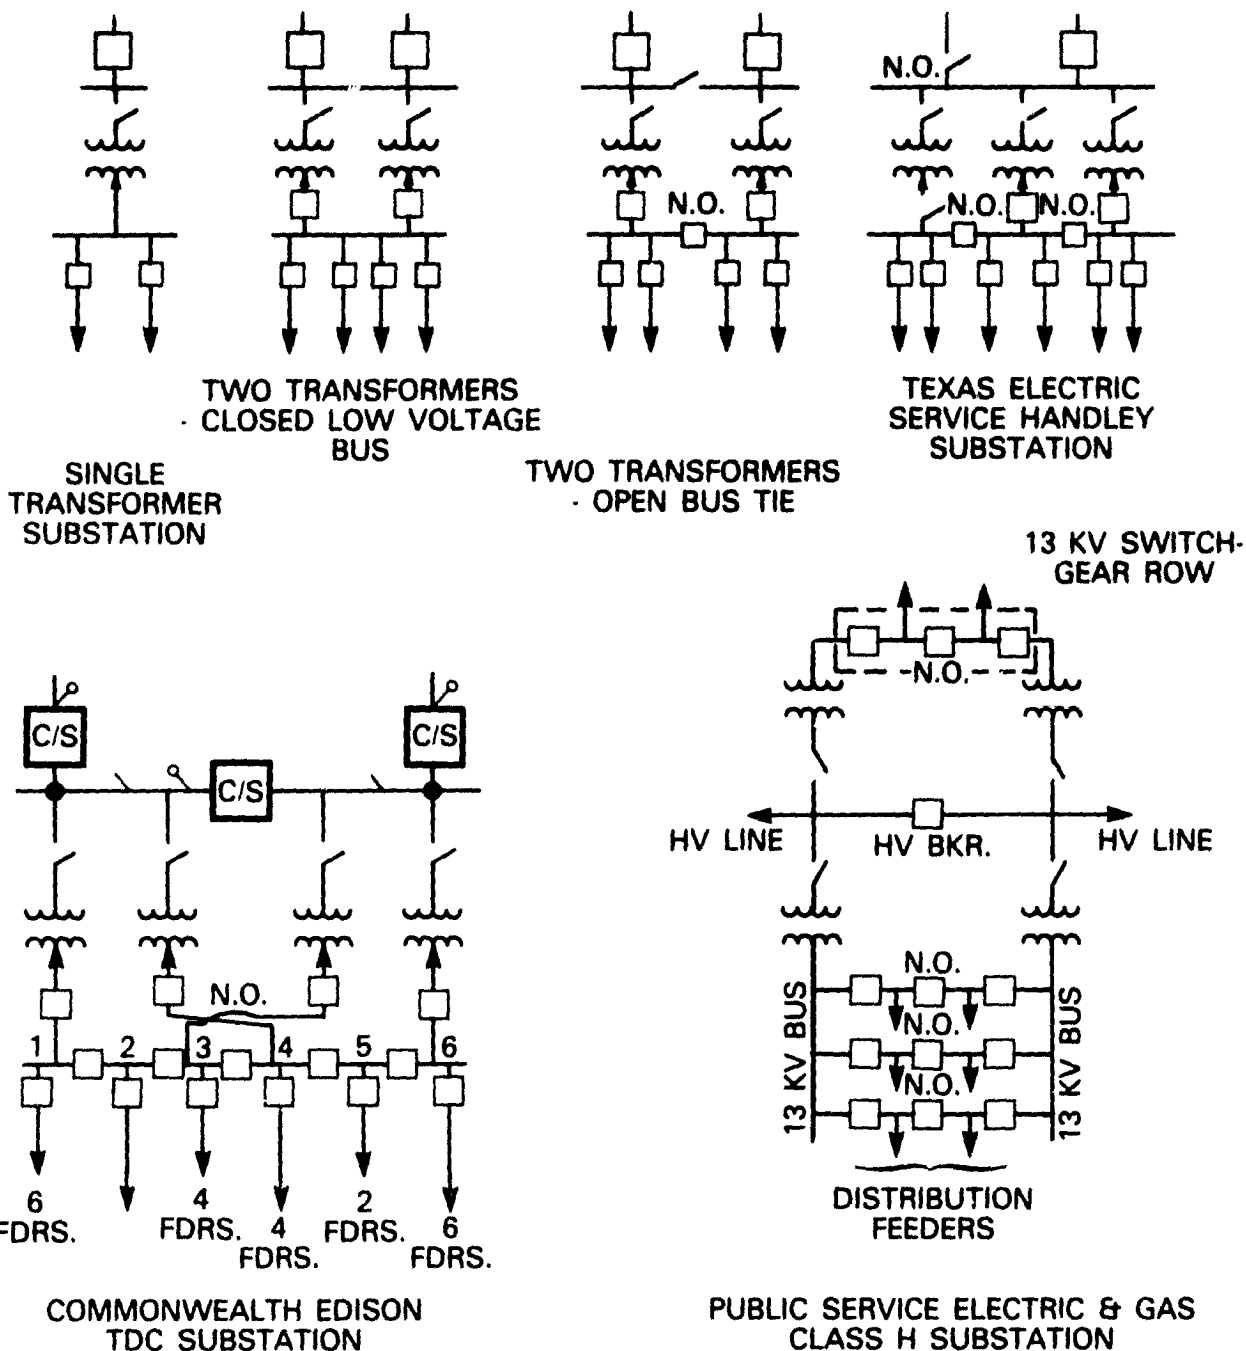 N.O.
N.O.
N.O.
N.O.
TWO TRANSFORMERS
- CLOSED LOW VOLTAGE
BUS
TEXAS ELECTRIC
SERVICE HANDLEY
SUBSTATION
SINGLE
TRANSFORMER
SUBSTATION
TWO TRANSFORMERS
- OPEN BUS TIE
13 KV SWITCH-
GEAR ROW
N.O.
C/S
C/S
C/S
HV LINE
HV BKR.
HV LINE
N.O.
1 2 3 4 5 6
6
FDRS.
4
FDRS.
4
FDRS.
2
FDRS.
6
FDRS.
N.O.
N.O.
N.O.
13 KV BUS
13 KV BUS
DISTRIBUTION
FEEDERS
COMMONWEALTH EDISON
TDC SUBSTATION
PUBLIC SERVICE ELECTRIC & GAS
CLASS H SUBSTATION